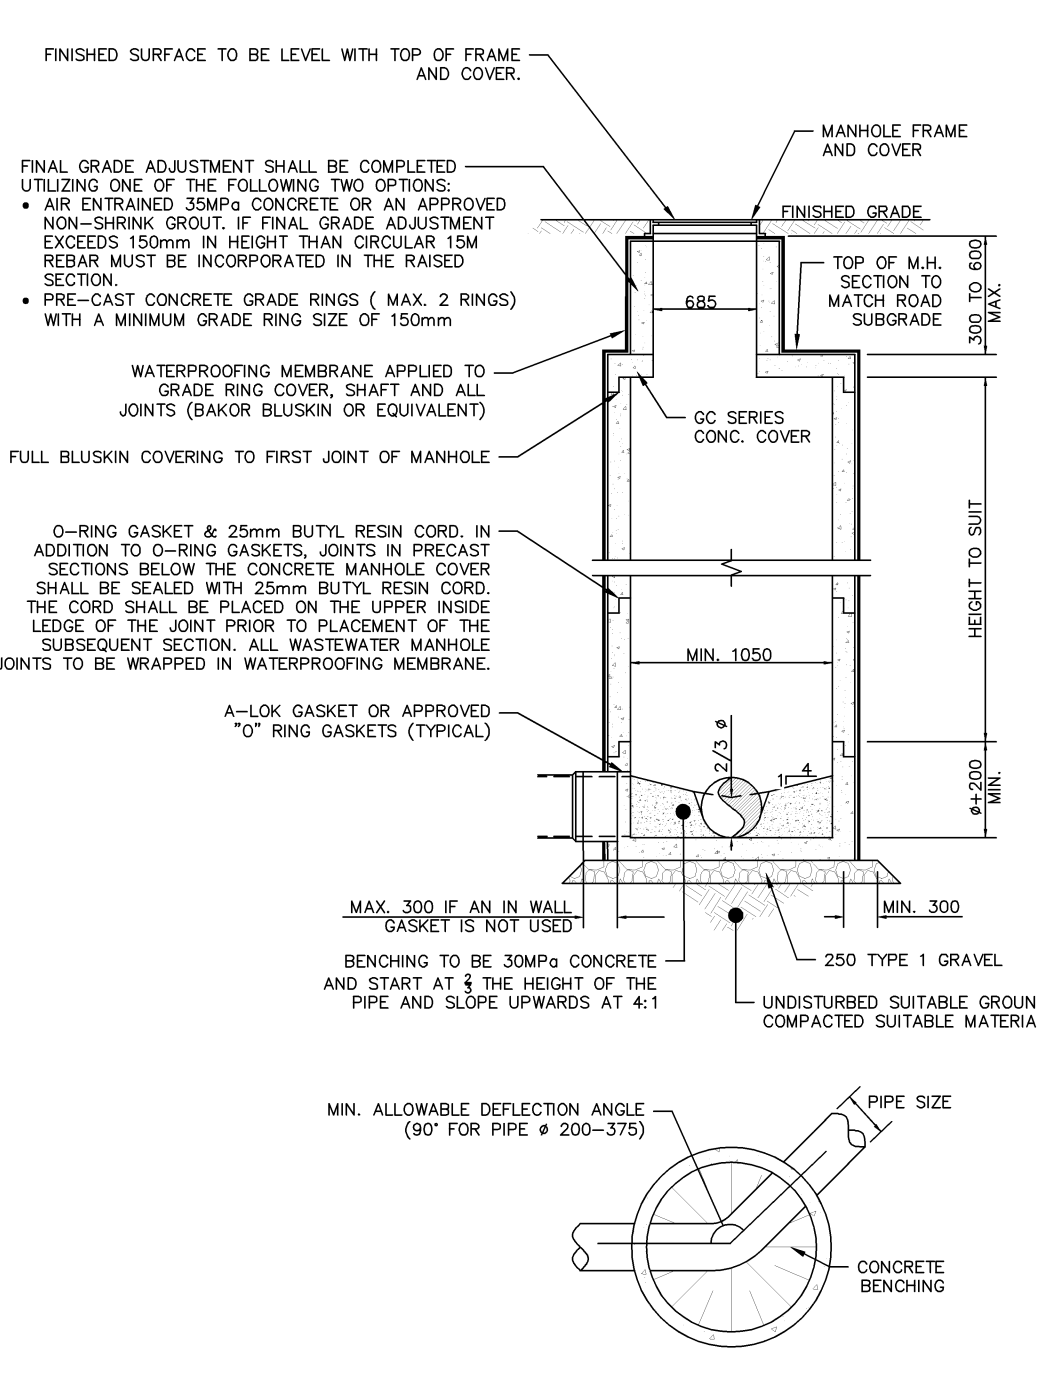 FINISHED SURFACE TO BE LEVEL WITH TOP OF FRAME
AND COVER.
MANHOLE FRAME
AND COVER
FINAL GRADE ADJUSTMENT SHALL BE COMPLETED
UTILIZING ONE OF THE FOLLOWING TWO OPTIONS:
• AIR ENTRAINED 35MPa CONCRETE OR AN APPROVED
NON-SHRINK GROUT. IF FINAL GRADE ADJUSTMENT
EXCEEDS 150mm IN HEIGHT THAN CIRCULAR 15M
REBAR MUST BE INCORPORATED IN THE RAISED
SECTION.
• PRE-CAST CONCRETE GRADE RINGS ( MAX. 2 RINGS)
WITH A MINIMUM GRADE RING SIZE OF 150mm
FINISHED GRADE
TOP OF M.H.
SECTION TO
MATCH ROAD
SUBGRADE
300 TO 600
MAX.
685
WATERPROOFING MEMBRANE APPLIED TO
GRADE RING COVER, SHAFT AND ALL
JOINTS (BAKOR BLUSKIN OR EQUIVALENT)
GC SERIES
CONC. COVER
FULL BLUSKIN COVERING TO FIRST JOINT OF MANHOLE
O-RING GASKET & 25mm BUTYL RESIN CORD. IN
ADDITION TO O-RING GASKETS, JOINTS IN PRECAST
SECTIONS BELOW THE CONCRETE MANHOLE COVER
SHALL BE SEALED WITH 25mm BUTYL RESIN CORD.
THE CORD SHALL BE PLACED ON THE UPPER INSIDE
LEDGE OF THE JOINT PRIOR TO PLACEMENT OF THE
SUBSEQUENT SECTION. ALL WASTEWATER MANHOLE
JOINTS TO BE WRAPPED IN WATERPROOFING MEMBRANE.
HEIGHT TO SUIT
MIN. 1050
A-LOK GASKET OR APPROVED
"O" RING GASKETS (TYPICAL)
2/3 ø
1 4
ø+200
MIN.
MAX. 300 IF AN IN WALL
GASKET IS NOT USED
MIN. 300
BENCHING TO BE 30MPa CONCRETE
AND START AT 2/3 THE HEIGHT OF THE
PIPE AND SLOPE UPWARDS AT 4:1
250 TYPE 1 GRAVEL
UNDISTURBED SUITABLE GROUN
COMPACTED SUITABLE MATERIA
MIN. ALLOWABLE DEFLECTION ANGLE
(90° FOR PIPE ø 200-375)
PIPE SIZE
CONCRETE
BENCHING